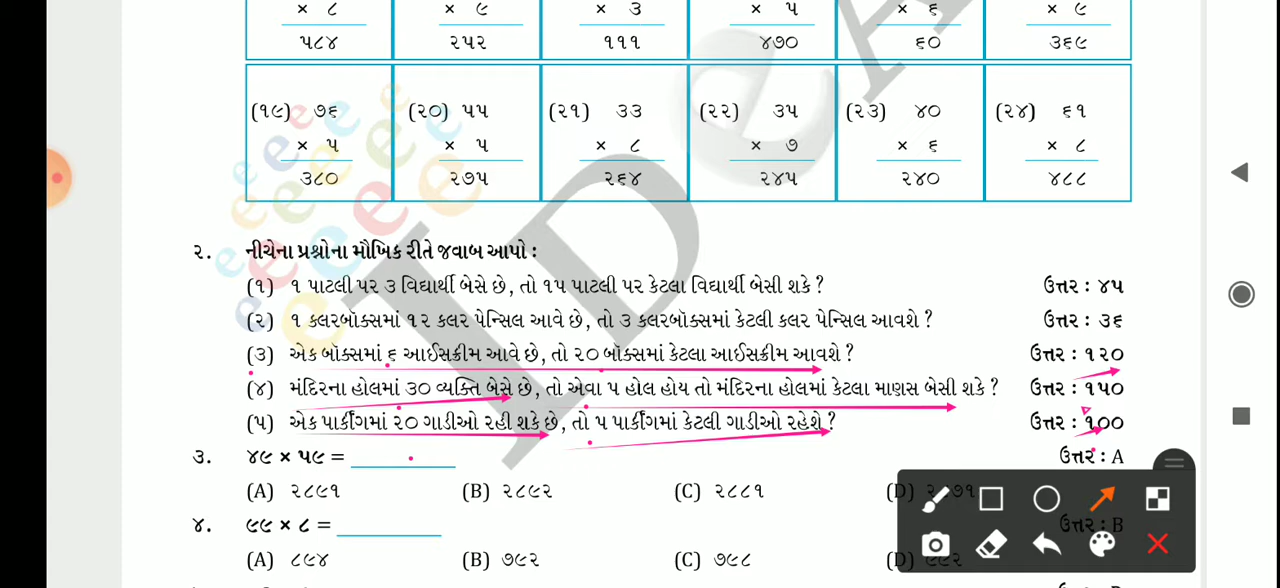 × ૮ × ૯ × ૩ × ૫ × ૬ × ૯
૫૮૪ ૨૫૨ ૧૧૧ ૪૭૦ ૬૦ ૩૬૯
(૧૯) ૭૬ (૨૦) ૫૫ (૨૧) ૩૩ (૨૨) ૩૫ (૨૩) ૪૦ (૨૪) ૬૧
× ૫ × ૫ × ૮ × ૭ × ૬ × ૮
૩૮૦ ૨૭૫ ૨૬૪ ૨૪૫ ૨૪૦ ૪૮૮
૨. નીચેના પ્રશ્નોના મૌખિક રીતે જવાબ આપો :
(૧) ૧ પાટલી પર ૩ વિદ્યાર્થી બેસે છે, તો ૧૫ પાટલી પર કેટલા વિદ્યાર્થી બેસી શકે ? ઉત્તર : ૪૫
(૨) ૧ કલરબૉક્સમાં ૧૨ કલર પેન્સિલ આવે છે, તો ૩ કલરબૉક્સમાં કેટલી કલર પેન્સિલ આવશે ? ઉત્તર : ૩૬
(૩) એક બૉક્સમાં ૬ આઈસક્રીમ આવે છે, તો ૨૦ બૉક્સમાં કેટલા આઈસક્રીમ આવશે ? ઉત્તર : ૧૨૦
(૪) મંદિરના હોલમાં ૩૦ વ્યક્તિ બેસે છે, તો એવા ૫ હોલ હોય તો મંદિરના હોલમાં કેટલા માણસ બેસી શકે ? ઉત્તર : ૧૫૦
(૫) એક પાર્કીંગમાં ૨૦ ગાડીઓ રહી શકે છે, તો ૫ પાર્કીંગમાં કેટલી ગાડીઓ રહેશે ? ઉત્તર : ૧૦૦
૩. ૪૯ × ૫૯ = ઉત્તર : A
(A) ૨૮૯૧ (B) ૨૮૯૨ (C) ૨૮૮૧ (D)
૪. ૯૯ × ૮ = ઉત્તર : B
(A) ૮૯૪ (B) ૭૯૨ (C) ૭૯૮ (D)
IDeA